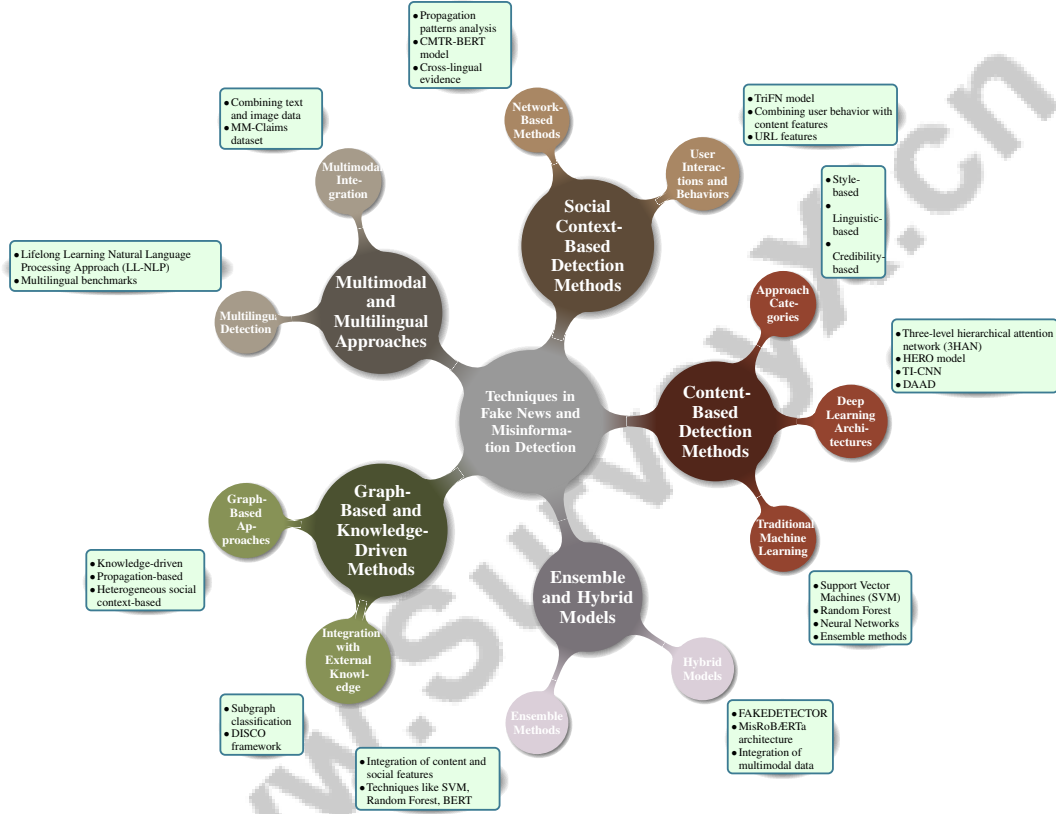 • Propagation
patterns analysis
• CMTR-BERT
model
• Cross-lingual
evidence
Network-
Based
Methods
• TriFN model
• Combining user behavior with
content features
• URL features
User
Interac-
tions and
Behaviors
Social
Context-
Based
Detection
Methods
• Combining text
and image data
• MM-Claims
dataset
Multimodal
Inte-
gration
• Lifelong Learning Natural Language
Processing Approach (LL-NLP)
• Multilingual benchmarks
Multilingual
Detection
Multimodal
and
Multilingual
Approaches
• Style-
based
•
Linguistic-
based
•
Credibility-
based
Approach
Cate-
gories
• Three-level hierarchical attention
network (3HAN)
• HERO model
• TI-CNN
• DAAD
Deep
Learning
Archi-
tectures
Content-
Based
Detection
Methods
Traditional
Machine
Learning
• Support Vector
Machines (SVM)
• Random Forest
• Neural Networks
• Ensemble methods
Techniques in
Fake News and
Misinforma-
tion Detection
Graph-
Based and
Knowledge-
Driven
Methods
Graph-
Based
Ap-
proaches
• Knowledge-driven
• Propagation-based
• Heterogeneous social
context-based
Integration
with
External
Knowl-
edge
• Subgraph
classification
• DISCO
framework
Ensemble
and Hybrid
Models
Ensemble
Methods
• Integration of content and
social features
• Techniques like SVM,
Random Forest, BERT
Hybrid
Models
• FAKEDETECTOR
• MisRoBÆRTa
architecture
• Integration of
multimodal data